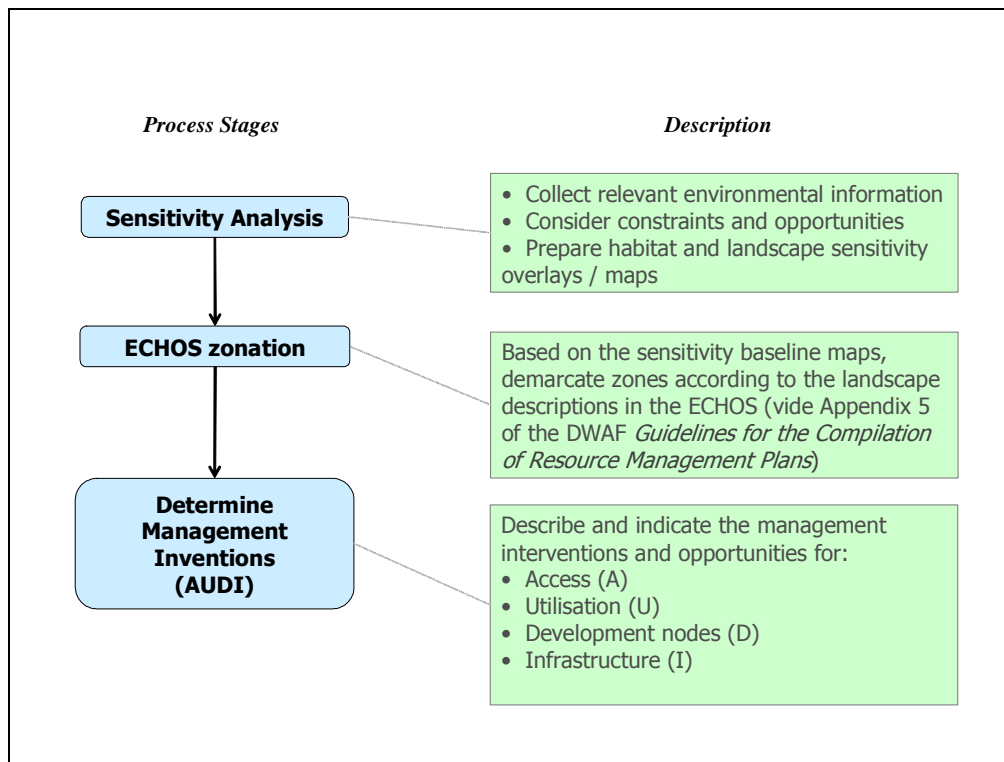 Process Stages
Description
Sensitivity Analysis
• Collect relevant environmental information
• Consider constraints and opportunities
• Prepare habitat and landscape sensitivity
overlays / maps
ECHOS zonation
Based on the sensitivity baseline maps,
demarcate zones according to the landscape
descriptions in the ECHOS (vide Appendix 5
of the DWAF Guidelines for the Compilation
of Resource Management Plans)
Determine
Management
Inventions
(AUDI)
Describe and indicate the management
interventions and opportunities for:
• Access (A)
• Utilisation (U)
• Development nodes (D)
• Infrastructure (I)